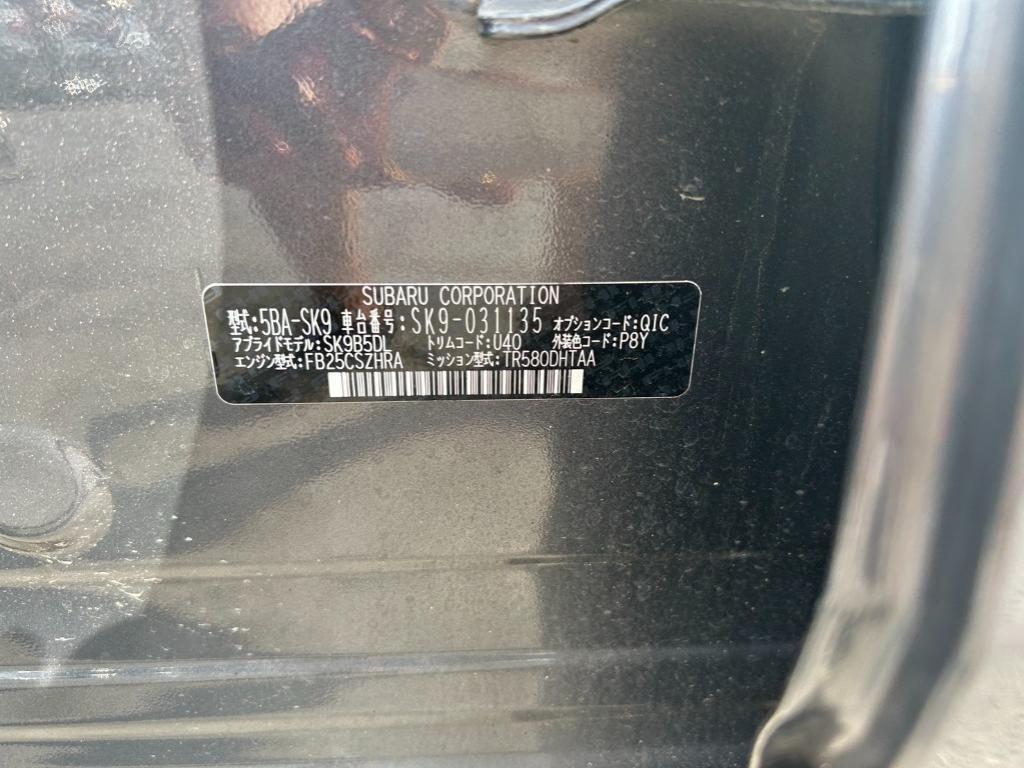 SUBARU CORPORATION
型式:5BA-SK9 車台番号:SK9-031135 オプションコード:QIC
アプライドモデル:SK9B5DL トリムコード:U40 外装色コード:P8Y
エンジン型式:FB25CSZHRA ミッション型式:TR580DHTAA